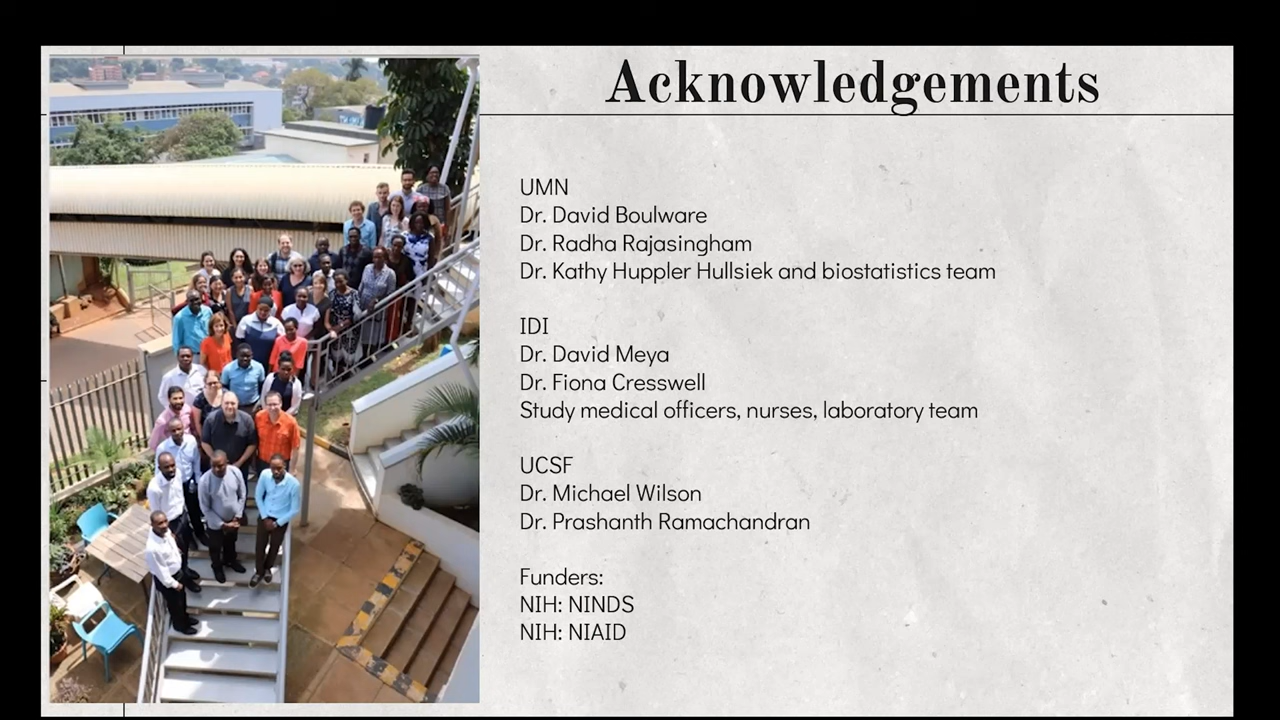 Acknowledgements
UMN
Dr. David Boulware
Dr. Radha Rajasingham
Dr. Kathy Huppler Hullsiek and biostatistics team
IDI
Dr. David Meya
Dr. Fiona Cresswell
Study medical officers, nurses, laboratory team
UCSF
Dr. Michael Wilson
Dr. Prashanth Ramachandran
Funders:
NIH: NINDS
NIH: NIAID